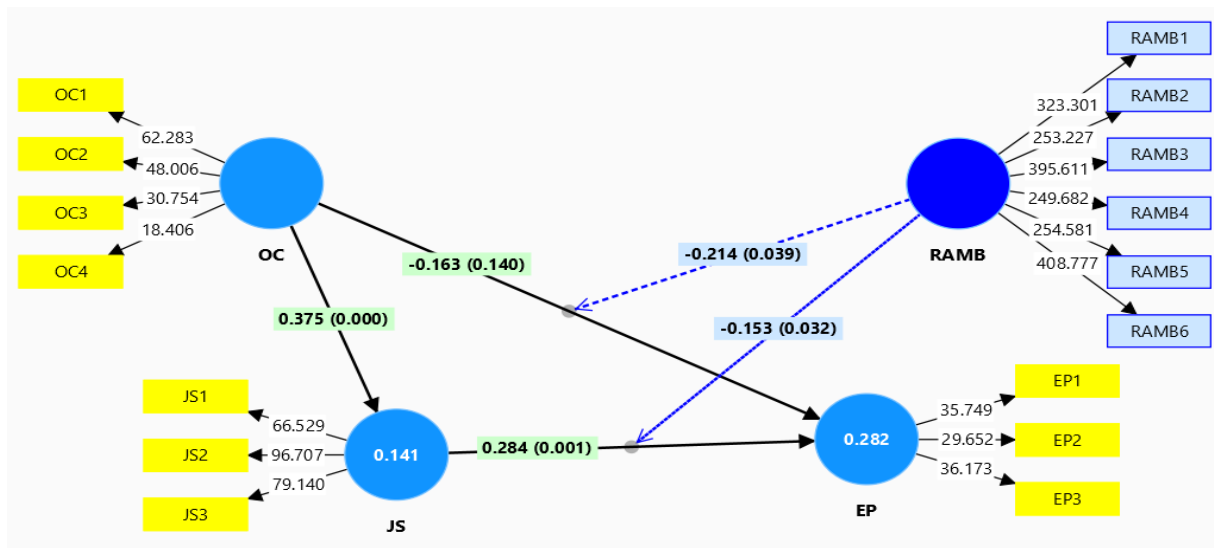 RAMB1
OC1
RAMB2
323.301
62.283
253.227
OC2
RAMB3
48.006
395.611
30.754
249.682
OC3
RAMB4
18.406
254.581
OC
RAMB
-0.214 (0.039)
408.777
-0.163 (0.140)
OC4
RAMB5
0.375 (0.000)
-0.153 (0.032)
RAMB6
JS1
EP1
66.529
35.749
0.284 (0.001)
0.282
29.652
EP2
JS2
96.707
0.141
36.173
79.140
EP3
JS3
EP
JS